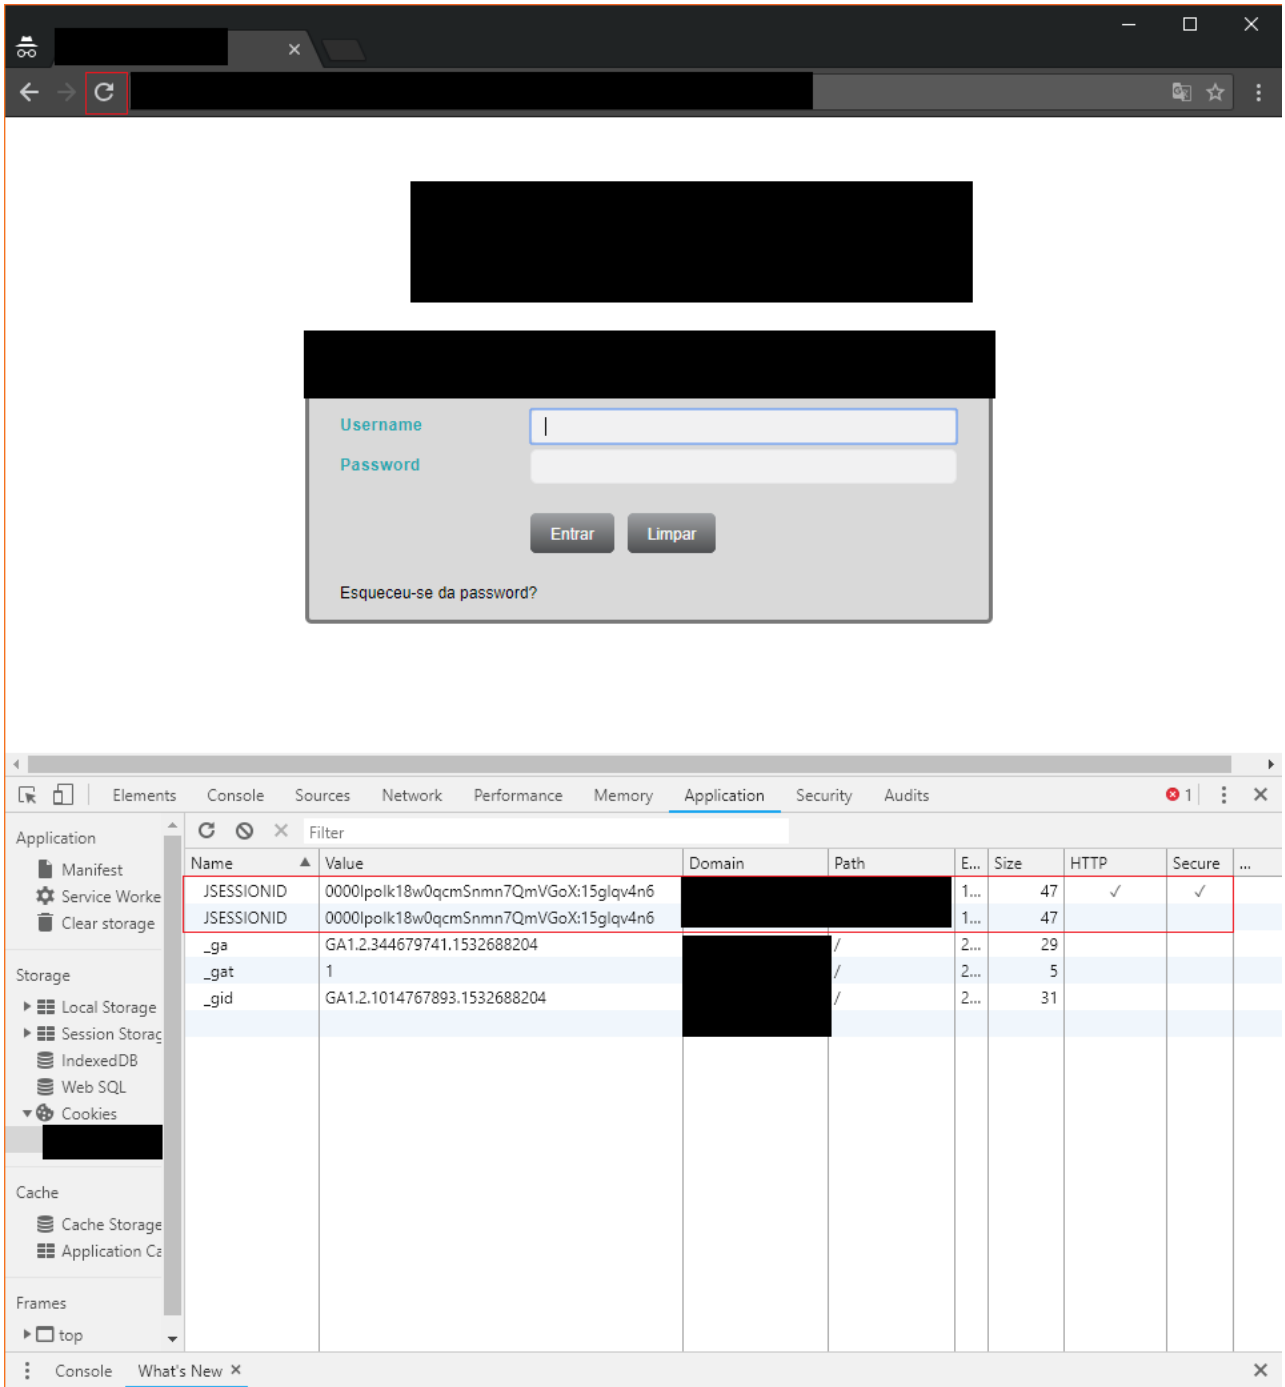 Username
Password
Entrar Limpar
Esqueceu-se da password?
Elements Console Sources Network Performance Memory Application Security Audits 1
Application
Manifest
Service Worke
Clear storage
Storage
Local Storage
Session Storag
IndexedDB
Web SQL
Cookies
Cache
Cache Storage
Application Ca
Frames
top
Filter
Name Value Domain Path E... Size HTTP Secure ...
JSESSIONID 0000Ipolk18w0qcmSnmn7QmVGoX:15glqv4n6 1... 47 ✓ ✓
JSESSIONID 0000Ipolk18w0qcmSnmn7QmVGoX:15glqv4n6 1... 47
_ga GA1.2.344679741.1532688204 / 2... 29
_gat 1 / 2... 5
_gid GA1.2.1014767893.1532688204 / 2... 31
Console What's New